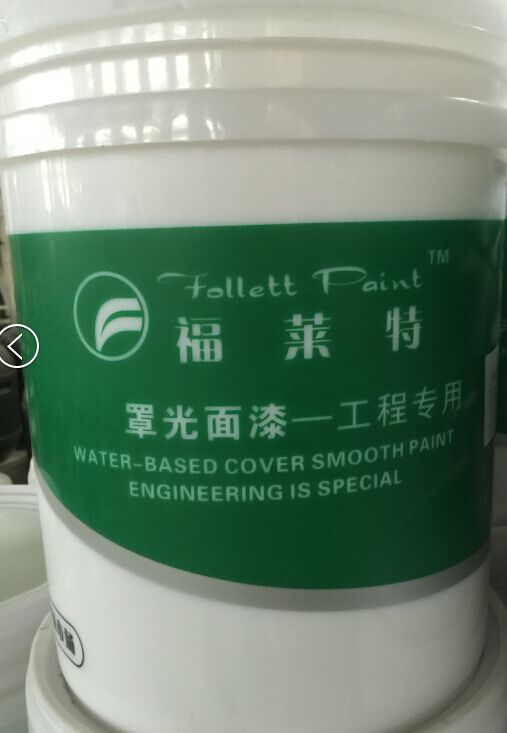 Follett Paint TM
福莱特
罩光面漆—工程专用
WATER-BASED COVER SMOOTH PAINT
ENGINEERING IS SPECIAL